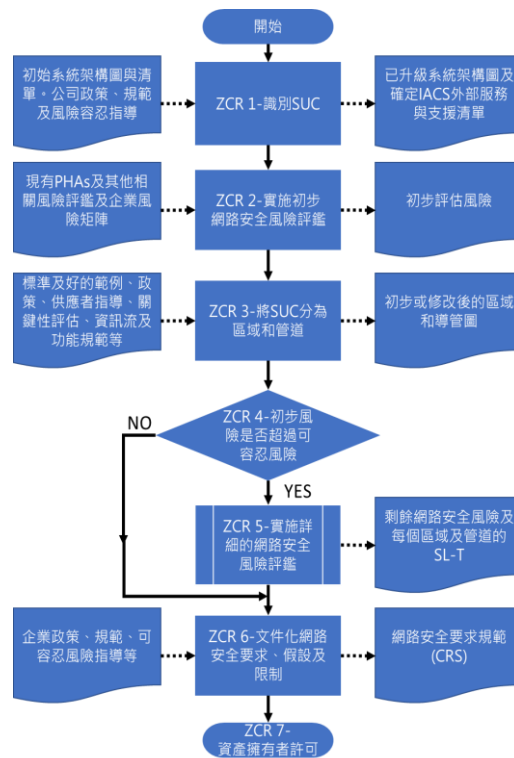 開始
初始系統架構圖與清
單。公司政策、規範
及風險容忍指導
ZCR 1-識別SUC
已升級系統架構圖及
確定IACS外部服務
與支援清單
現有PHAs及其他相
關風險評鑑及企業風
險矩陣
ZCR 2-實施初步
網路安全風險評鑑
初步評估風險
標準及好的範例、政
策、供應者指導、關
鍵性評估、資訊流及
功能規範等
ZCR 3-將SUC分為
區域和管道
初步或修改後的區域
和導管圖
ZCR 4-初步風
險是否超過可
容忍風險
NO
YES
ZCR 5-實施詳
細的網路安全
風險評鑑
剩餘網路安全風險及
每個區域及管道的
SL-T
企業政策、規範、可
容忍風險指導等
ZCR 6-文件化網路
安全要求、假設及
限制
網路安全要求規範
(CRS)
ZCR 7-
資產擁有者許可